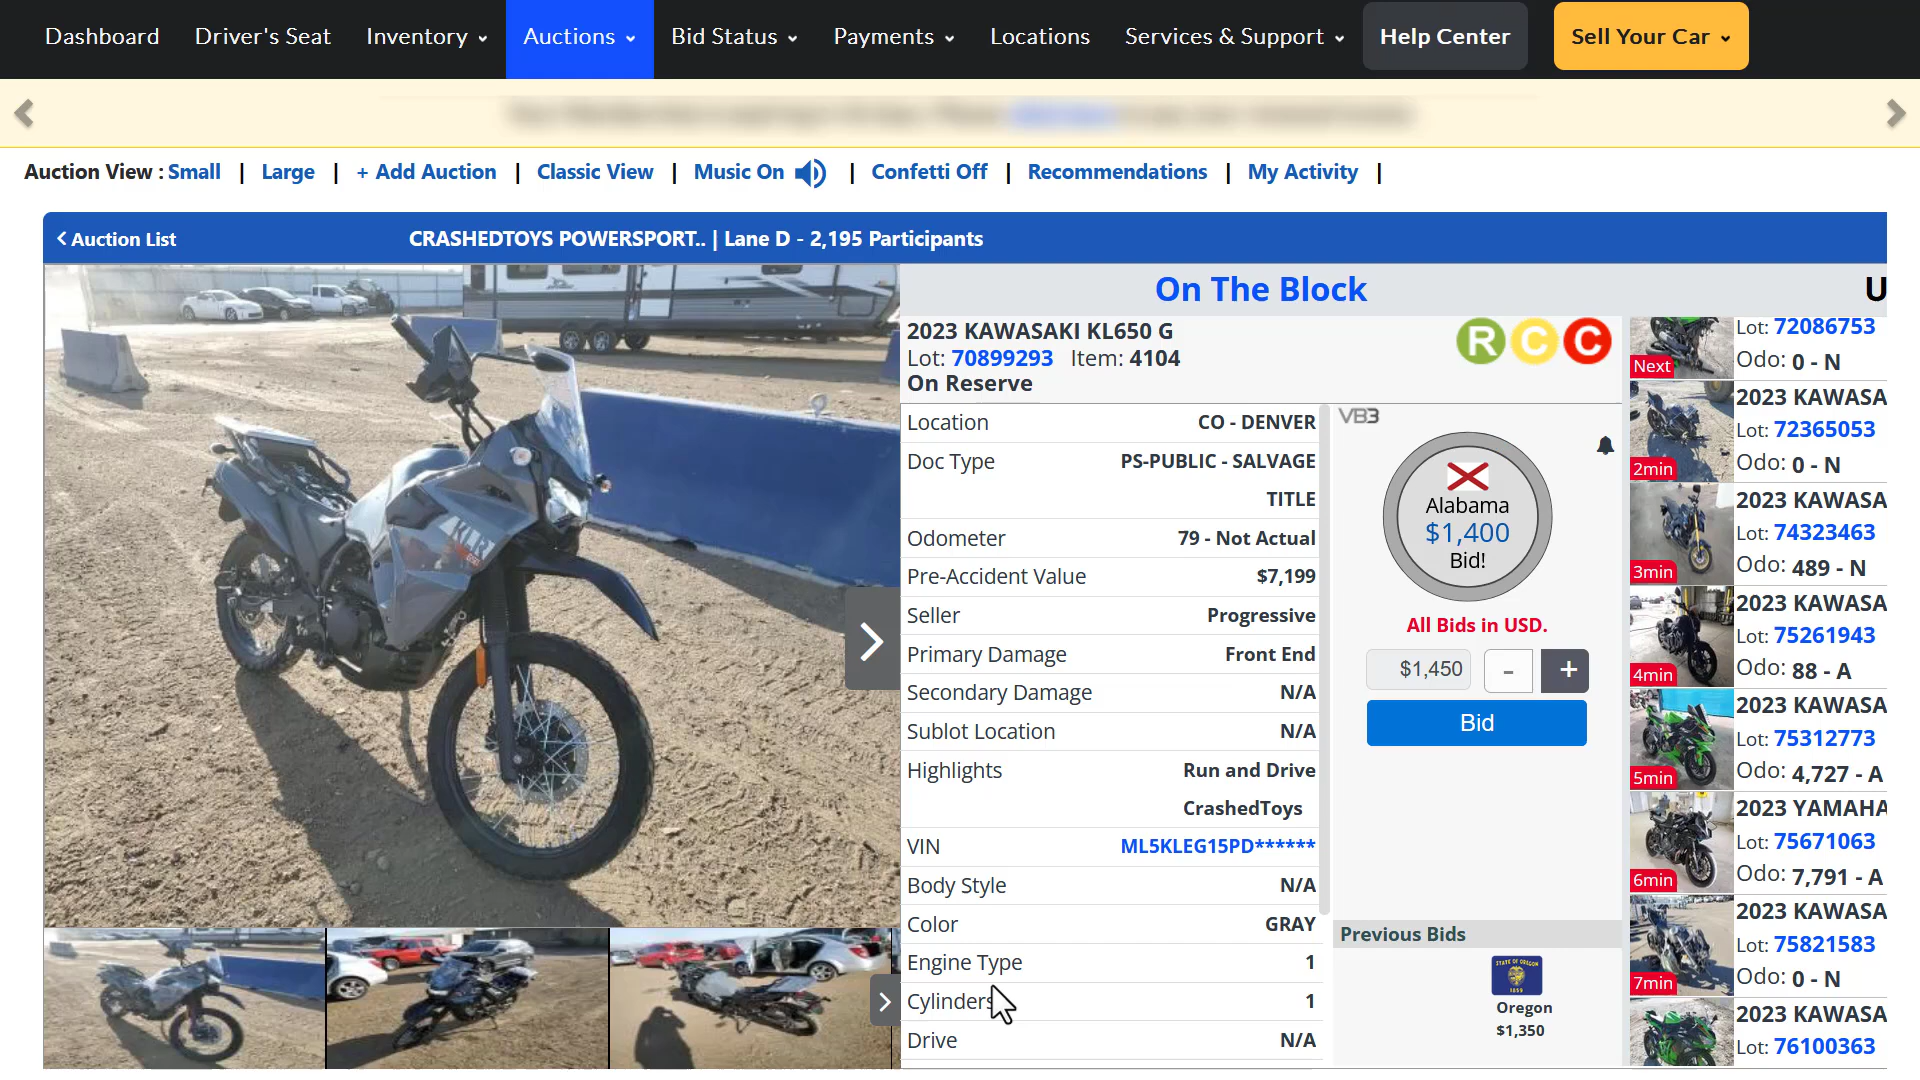 Dashboard
Driver's Seat
Inventory
Auctions
Bid Status
Payments
Locations
Services & Support
Help Center
Sell Your Car
Auction View : Small | Large | + Add Auction | Classic View | Music On | Confetti Off | Recommendations | My Activity |
Auction List
CRASHEDTOYS POWERSPORT.. | Lane D - 2,195 Participants
On The Block
U
2023 KAWASAKI KL650 G
Lot: 70899293 Item: 4104
On Reserve
R C C
Location CO - DENVER
Doc Type PS-PUBLIC - SALVAGE
TITLE
Odometer 79 - Not Actual
Pre-Accident Value $7,199
Seller Progressive
Primary Damage Front End
Secondary Damage N/A
Sublot Location N/A
Highlights Run and Drive
CrashedToys
VIN ML5KLEG15PD******
Body Style N/A
Color GRAY
Engine Type 1
Cylinders 1
Drive N/A
VB3
Alabama
$1,400
Bid!
All Bids in USD.
$1,450 - +
Bid
Previous Bids
Oregon
$1,350
Lot: 72086753
Next
Odo: 0 - N
2023 KAWASA
Lot: 72365053
2min
Odo: 0 - N
2023 KAWASA
Lot: 74323463
3min
Odo: 489 - N
2023 KAWASA
Lot: 75261943
4min
Odo: 88 - A
2023 KAWASA
Lot: 75312773
5min
Odo: 4,727 - A
2023 YAMAHA
Lot: 75671063
6min
Odo: 7,791 - A
2023 KAWASA
Lot: 75821583
7min
Odo: 0 - N
2023 KAWASA
Lot: 76100363